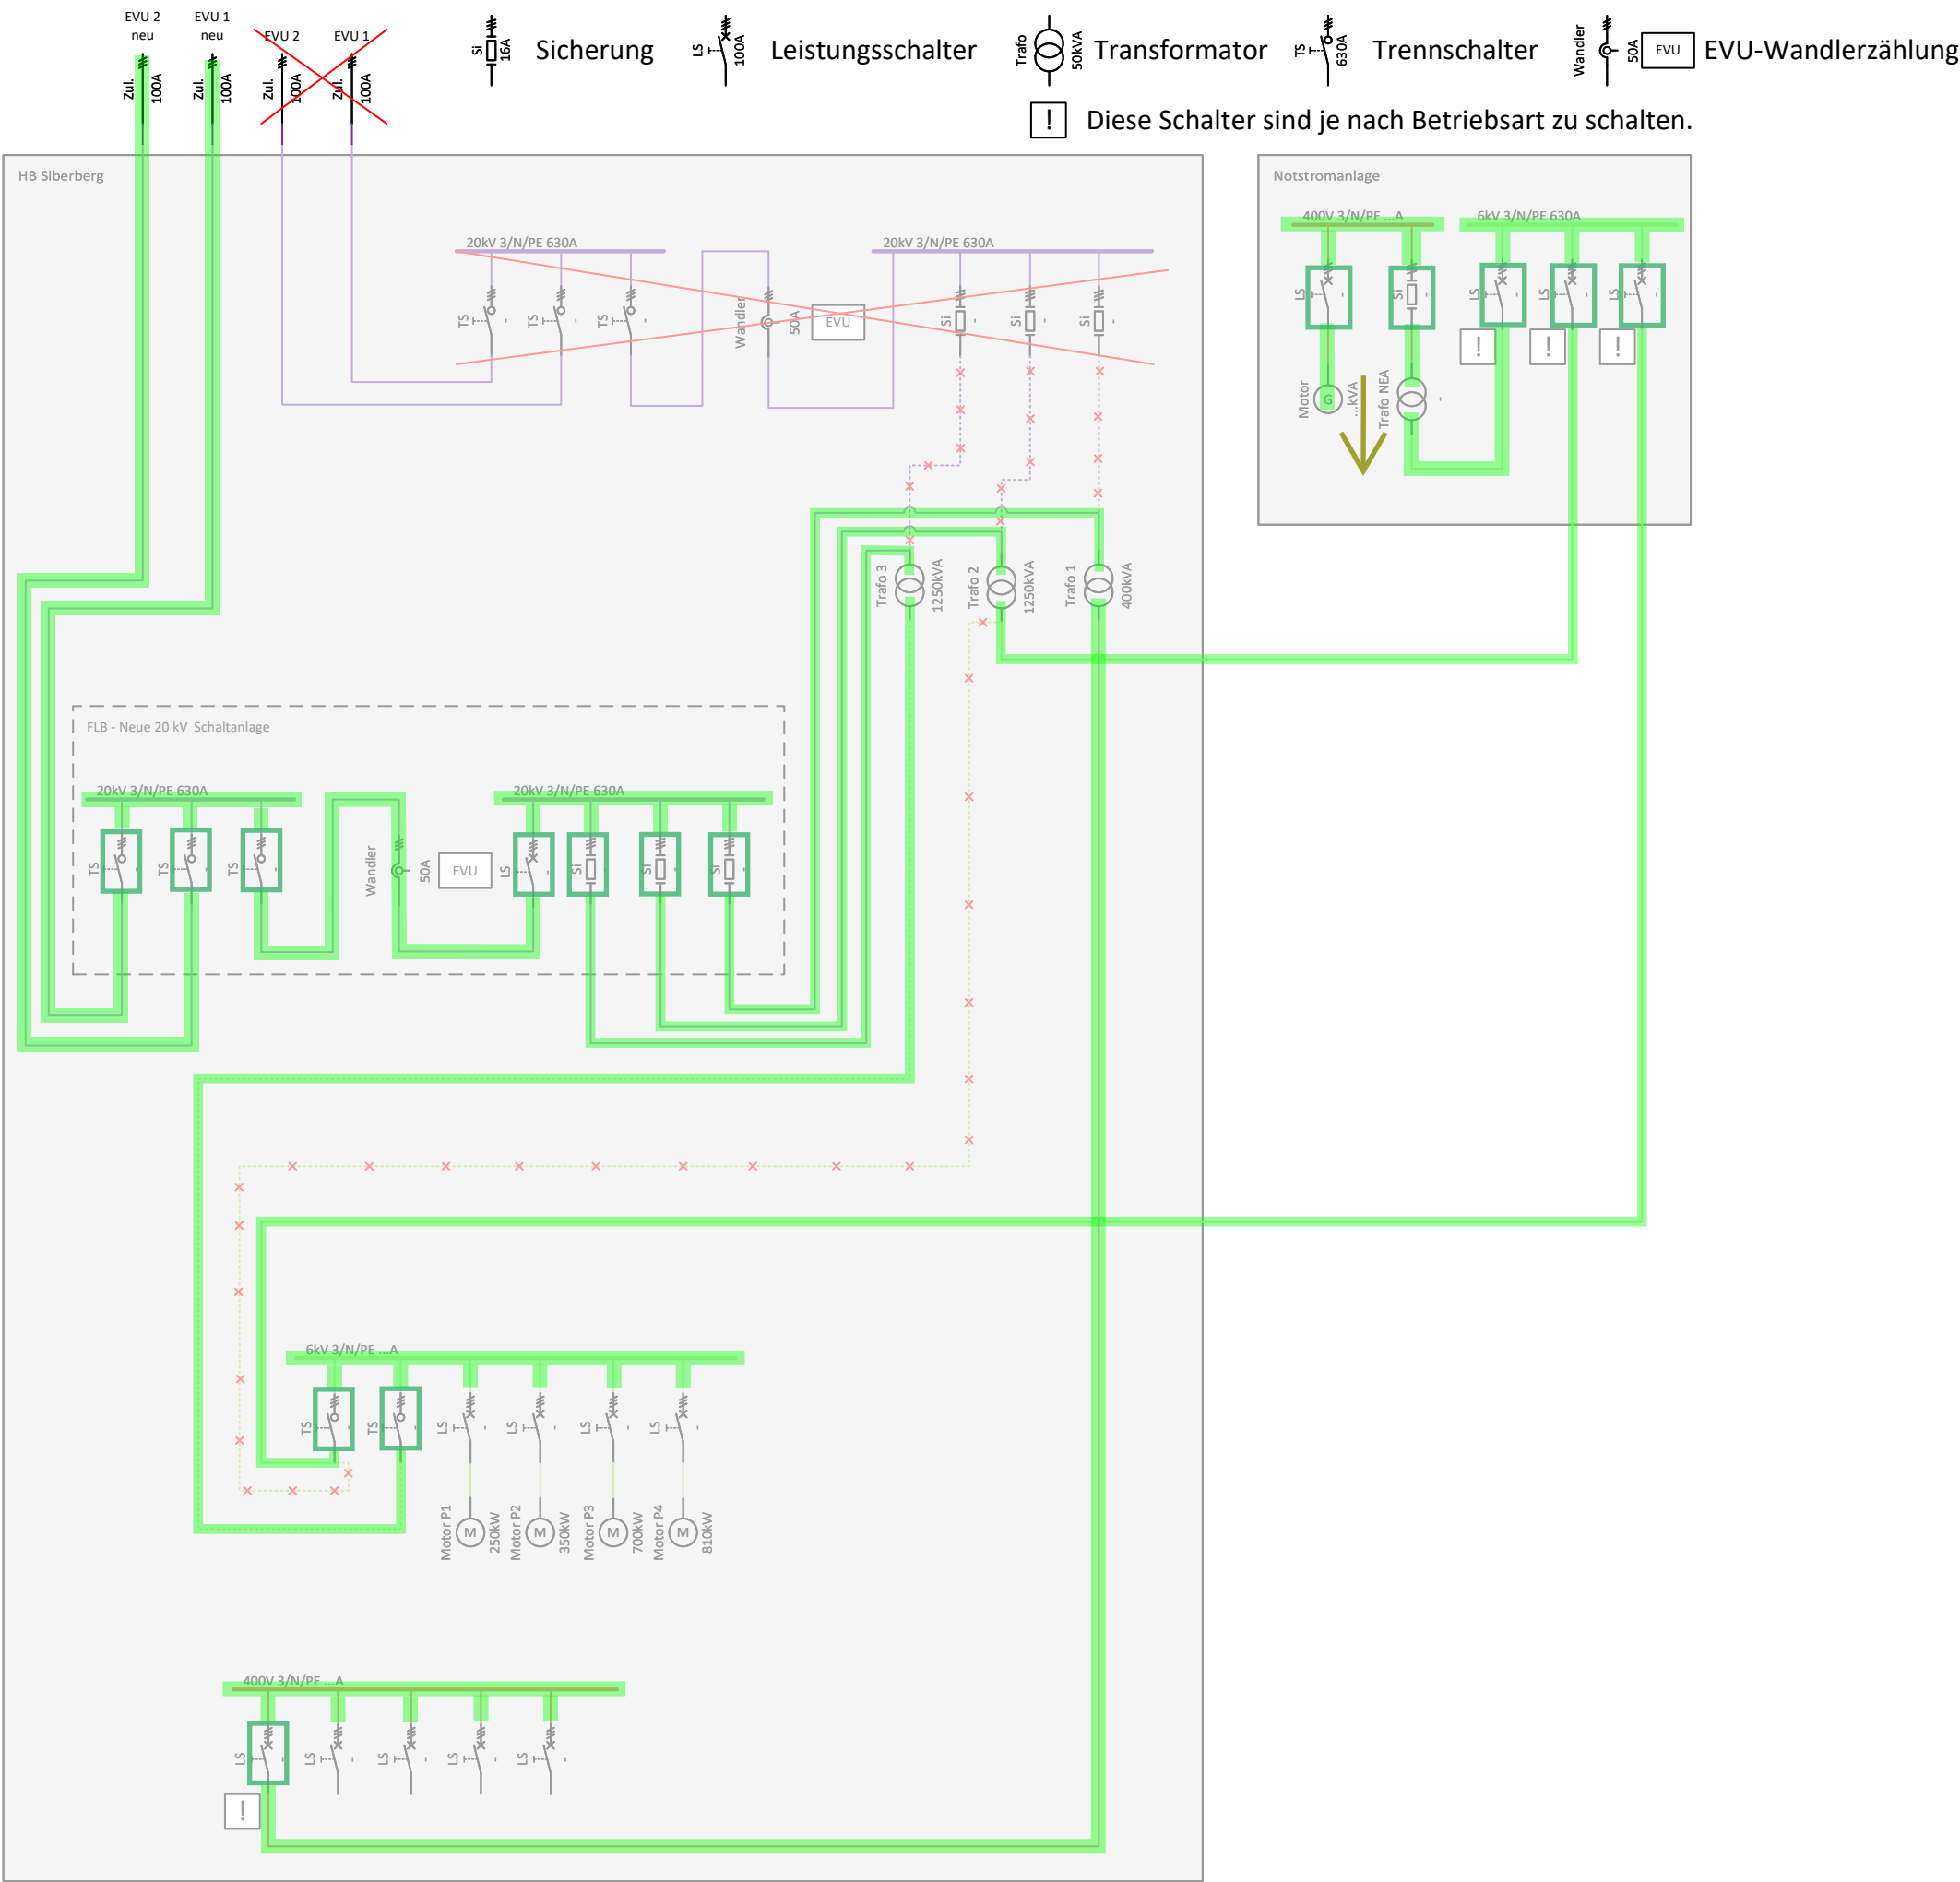 EVU 2
neu
EVU 1
neu
EVU 2
EVU 1
Zul.
100A
Zul.
100A
Zul.
100A
Zul.
100A
Si
16A
Sicherung
LS
100A
Leistungsschalter
Trafo
50kVA
Transformator
TS
630A
Trennschalter
Wandler
50A
EVU
EVU-Wandlerzählung
!
Diese Schalter sind je nach Betriebsart zu schalten.
HB Siberberg
20kV 3/N/PE 630A
TS
-
TS
-
TS
-
Wandler
50A
EVU
20kV 3/N/PE 630A
Si
-
Si
-
Si
-
Notstromanlage
400V 3/N/PE ...A
6kV 3/N/PE 630A
LS
-
Si
-
LS
-
LS
-
LS
-
!
!
!
Motor
G
...kVA
Trafo NEA
-
Trafo 3
1250kVA
Trafo 2
1250kVA
Trafo 1
400kVA
FLB - Neue 20 kV Schaltanlage
20kV 3/N/PE 630A
TS
-
TS
-
TS
-
Wandler
50A
EVU
20kV 3/N/PE 630A
LS
-
Si
-
Si
-
Si
-
6kV 3/N/PE ...A
TS
-
TS
-
LS
-
LS
-
LS
-
LS
-
Motor P1
M
250kW
Motor P2
M
350kW
Motor P3
M
700kW
Motor P4
M
810kW
400V 3/N/PE ...A
LS
-
LS
-
LS
-
LS
-
LS
-
!